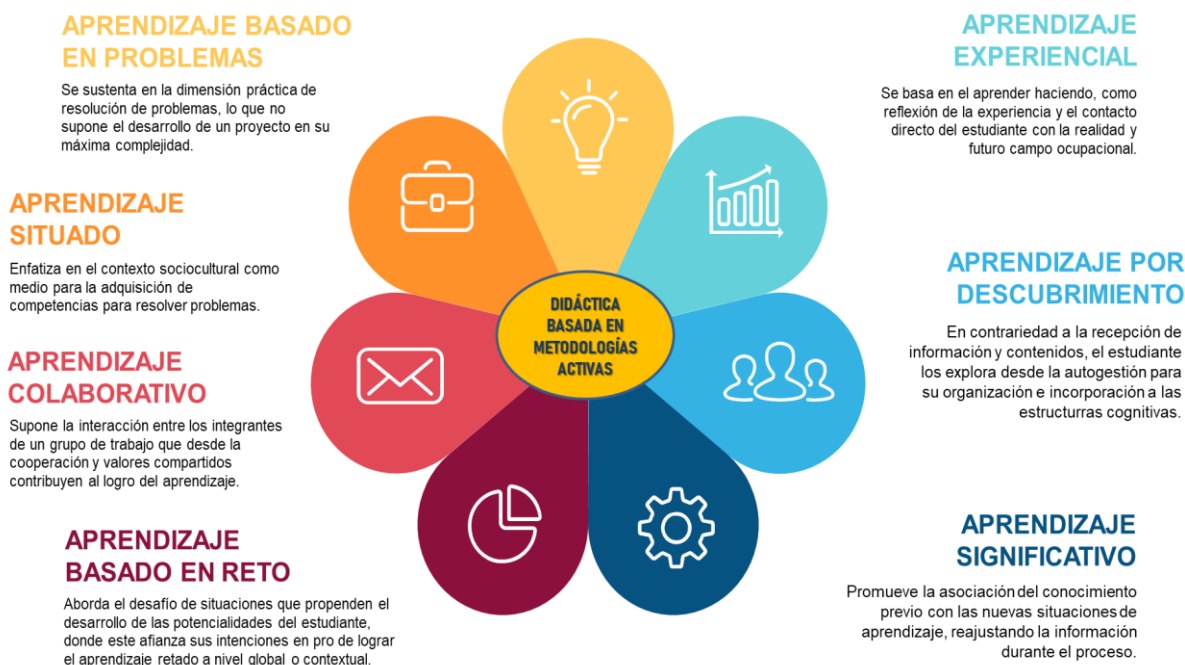 APRENDIZAJE BASADO
EN PROBLEMAS
Se sustenta en la dimensión práctica de
resolución de problemas, lo que no
supone el desarrollo de un proyecto en su
máxima complejidad.
APRENDIZAJE
SITUADO
Enfatiza en el contexto sociocultural como
medio para la adquisición de
competencias para resolver problemas.
APRENDIZAJE
COLABORATIVO
Supone la interacción entre los integrantes
de un grupo de trabajo que desde la
cooperación y valores compartidos
contribuyen al logro del aprendizaje.
APRENDIZAJE
BASADO EN RETO
Aborda el desafío de situaciones que propenden el
desarrollo de las potencialidades del estudiante,
donde este afianza sus intenciones en pro de lograr
el aprendizaje retado a nivel global o contextual.
DIDÁCTICA
BASADA EN
METODOLOGÍAS
ACTIVAS
APRENDIZAJE
EXPERIENCIAL
Se basa en el aprender haciendo, como
reflexión de la experiencia y el contacto
directo del estudiante con la realidad y
futuro campo ocupacional.
APRENDIZAJE POR
DESCUBRIMIENTO
En contrariedad a la recepción de
información y contenidos, el estudiante
los explora desde la autogestión para
su organización e incorporación a las
estructurras cognitivas.
APRENDIZAJE
SIGNIFICATIVO
Promueve la asociación del conocimiento
previo con las nuevas situaciones de
aprendizaje, reajustando la información
durante el proceso.